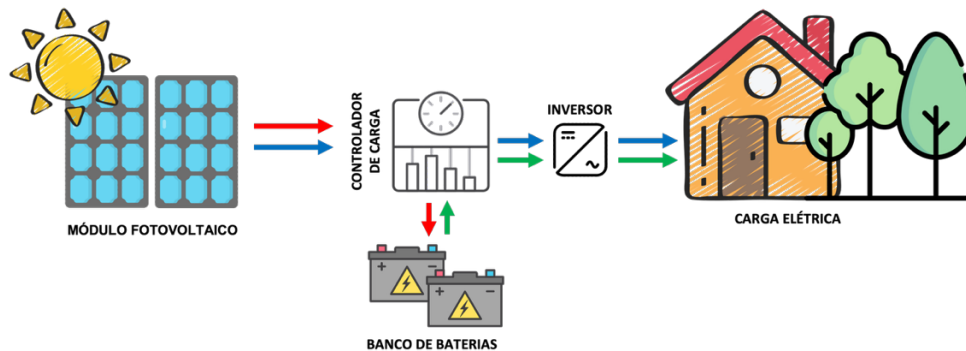 MÓDULO FOTOVOLTAICO
CONTROLADOR
DE CARGA
INVERSOR
CARGA ELÉTRICA
BANCO DE BATERIAS